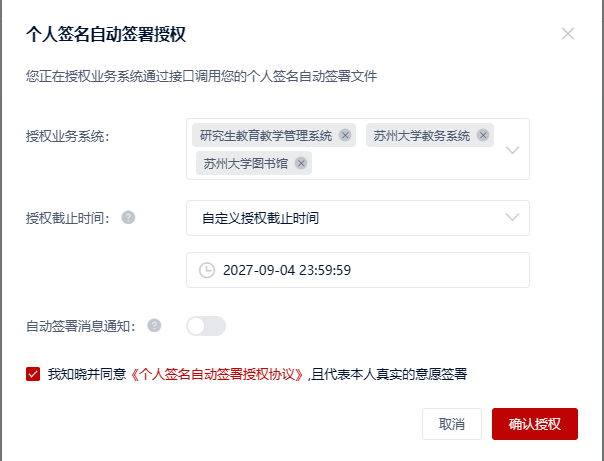 个人签名自动签署授权
您正在授权业务系统通过接口调用您的个人签名自动签署文件
授权业务系统：
研究生教育教学管理系统 苏州大学教务系统
苏州大学图书馆
授权截止时间： ?
自定义授权截止时间
2027-09-04 23:59:59
自动签署消息通知： ?
我知晓并同意《个人签名自动签署授权协议》,且代表本人真实的意愿签署
取消 确认授权